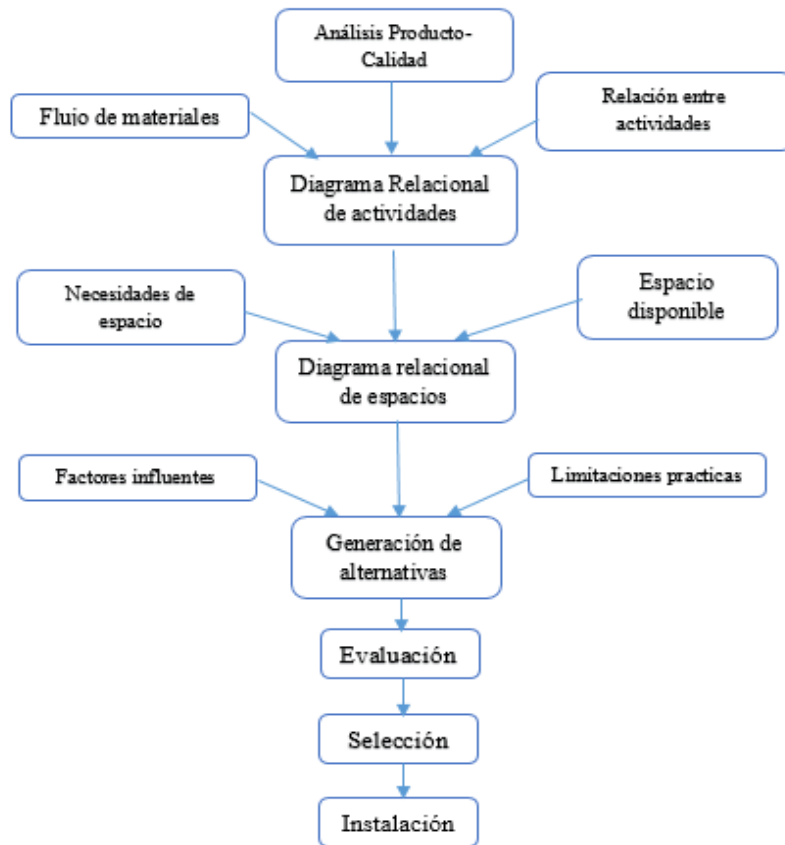 Análisis Producto-
Calidad
Flujo de materiales
Relación entre
actividades
Diagrama Relacional
de actividades
Necesidades de
espacio
Espacio
disponible
Diagrama relacional
de espacios
Factores influentes
Limitaciones practicas
Generación de
alternativas
Evaluación
Selección
Instalación